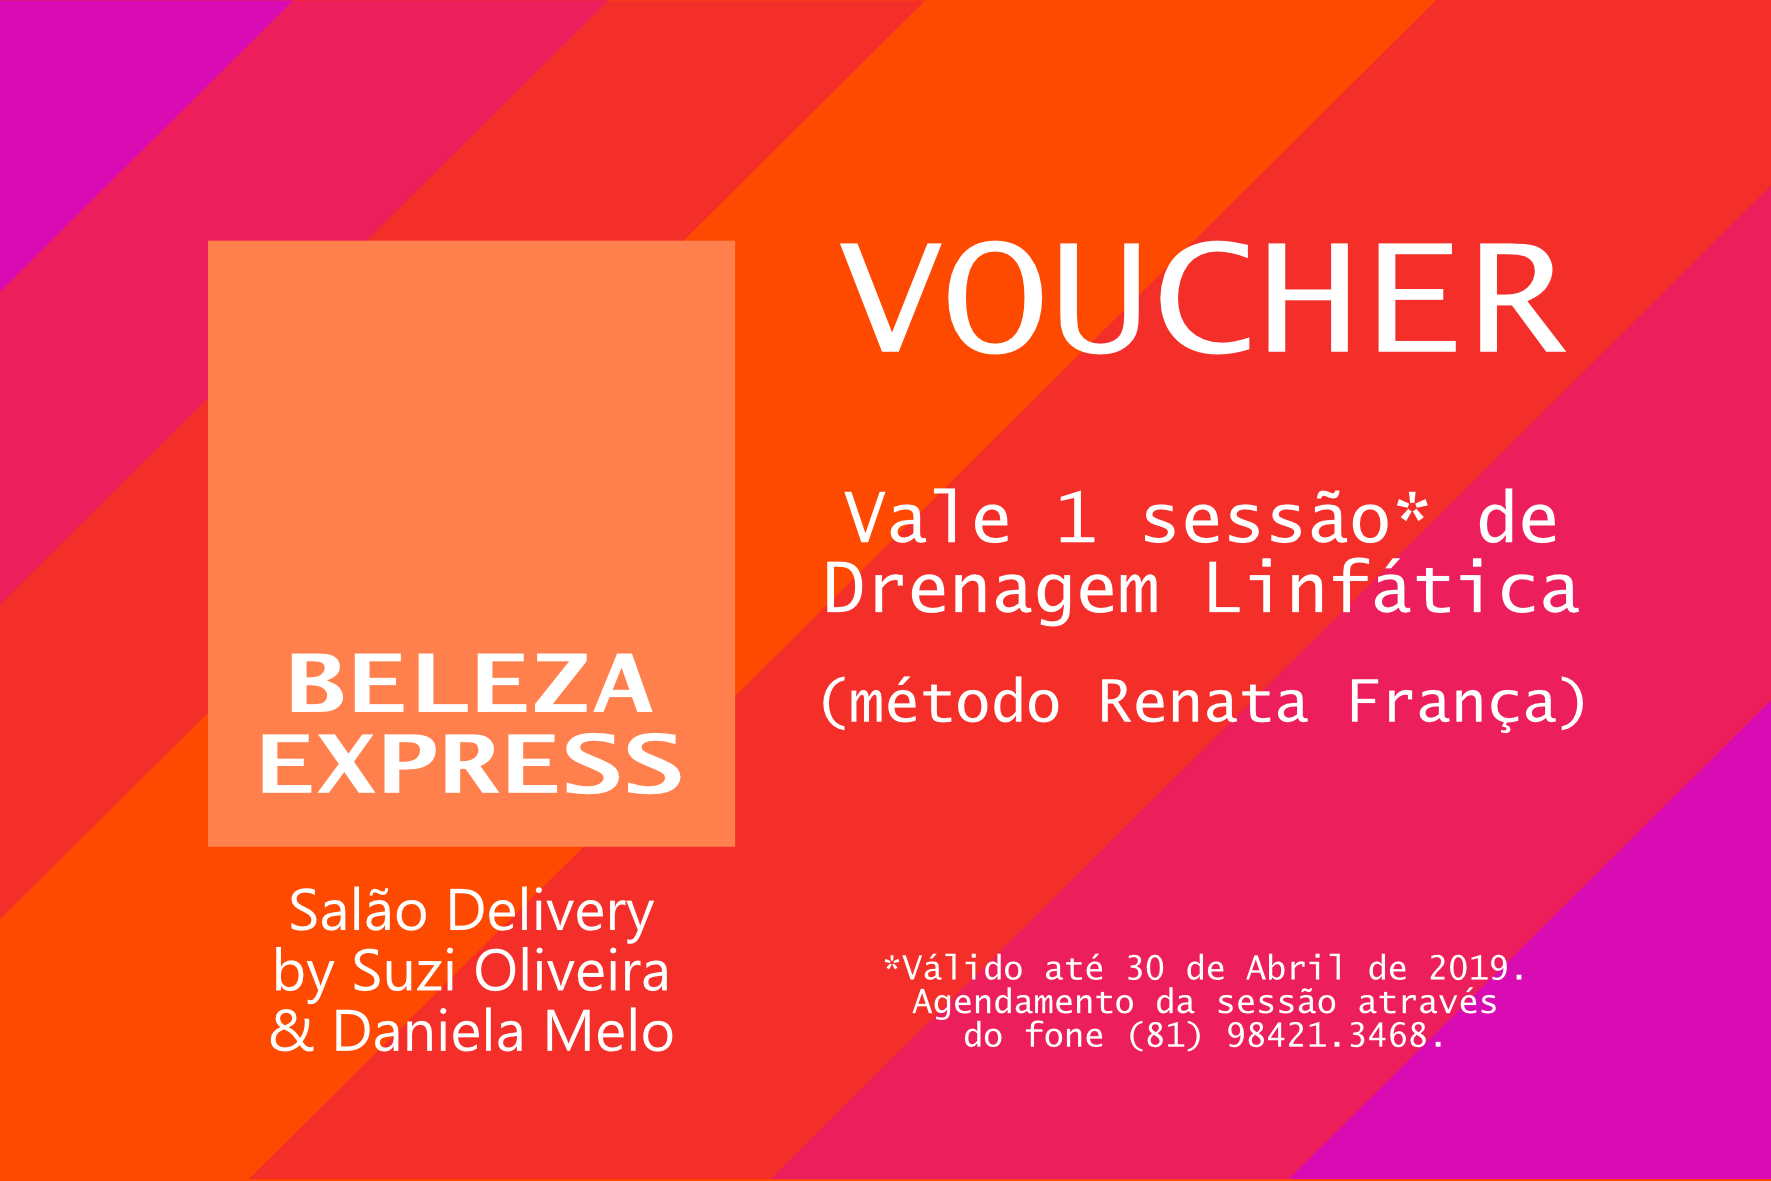 BELEZA
EXPRESS
Salão Delivery
by Suzi Oliveira
& Daniela Melo
VOUCHER
Vale 1 sessão* de
Drenagem Linfática
(método Renata França)
*Válido até 30 de Abril de 2019.
Agendamento da sessão através
do fone (81) 98421.3468.